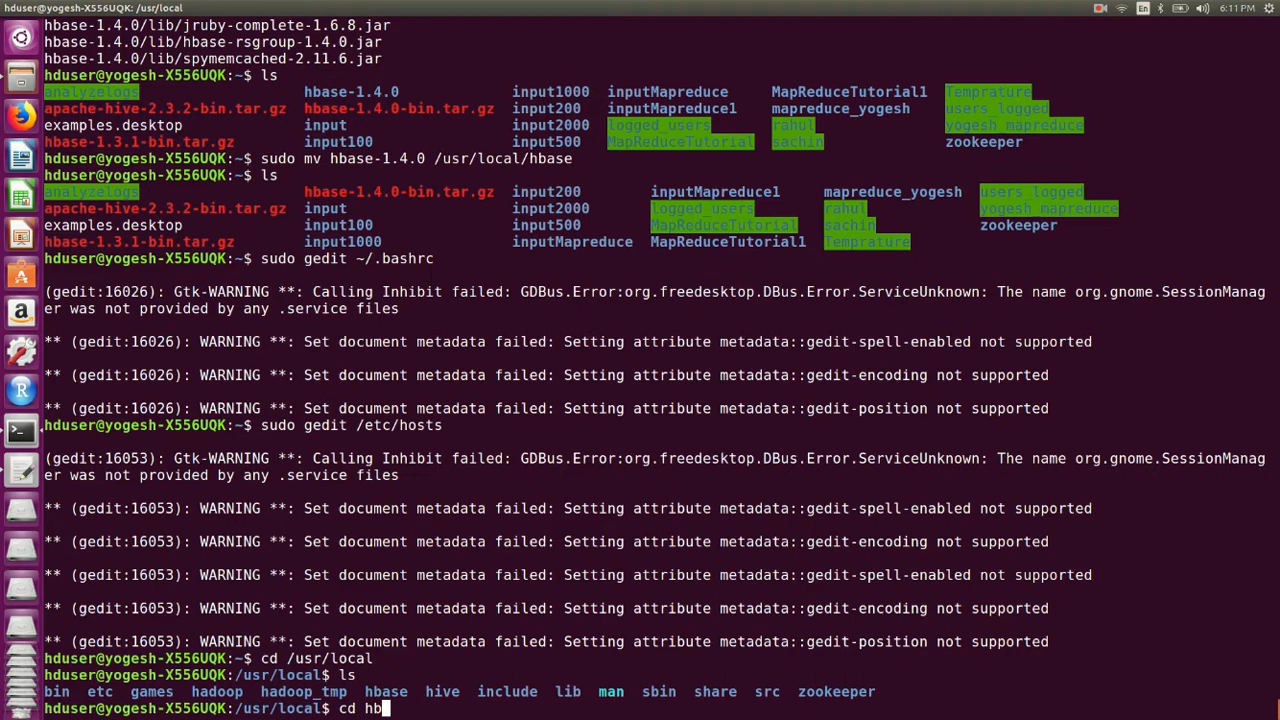 hduser@yogesh-X556UQK: /usr/local En 6:11 PM
hbase-1.4.0/lib/jruby-complete-1.6.8.jar
hbase-1.4.0/lib/hbase-rsgroup-1.4.0.jar
hbase-1.4.0/lib/spymemcached-2.11.6.jar
hduser@yogesh-X556UQK:~$ ls
analyzelogs hbase-1.4.0 input1000 inputMapreduce MapReduceTutorial1 Temprature
apache-hive-2.3.2-bin.tar.gz hbase-1.4.0-bin.tar.gz input200 inputMapreduce1 mapreduce_yogesh users_logged
examples.desktop input input2000 logged_users rahul yogesh_mapreduce
hbase-1.3.1-bin.tar.gz input100 input500 MapReduceTutorial sachin zookeeper
hduser@yogesh-X556UQK:~$ sudo mv hbase-1.4.0 /usr/local/hbase
hduser@yogesh-X556UQK:~$ ls
analyzelogs hbase-1.4.0-bin.tar.gz input200 inputMapreduce1 mapreduce_yogesh users_logged
apache-hive-2.3.2-bin.tar.gz input input2000 logged_users rahul yogesh_mapreduce
examples.desktop input100 input500 MapReduceTutorial sachin zookeeper
hbase-1.3.1-bin.tar.gz input1000 inputMapreduce MapReduceTutorial1 Temprature
hduser@yogesh-X556UQK:~$ sudo gedit ~/.bashrc
(gedit:16026): Gtk-WARNING **: Calling Inhibit failed: GDBus.Error:org.freedesktop.DBus.Error.ServiceUnknown: The name org.gnome.SessionManag
er was not provided by any .service files
** (gedit:16026): WARNING **: Set document metadata failed: Setting attribute metadata::gedit-spell-enabled not supported
** (gedit:16026): WARNING **: Set document metadata failed: Setting attribute metadata::gedit-encoding not supported
** (gedit:16026): WARNING **: Set document metadata failed: Setting attribute metadata::gedit-position not supported
hduser@yogesh-X556UQK:~$ sudo gedit /etc/hosts
(gedit:16053): Gtk-WARNING **: Calling Inhibit failed: GDBus.Error:org.freedesktop.DBus.Error.ServiceUnknown: The name org.gnome.SessionManag
er was not provided by any .service files
** (gedit:16053): WARNING **: Set document metadata failed: Setting attribute metadata::gedit-spell-enabled not supported
** (gedit:16053): WARNING **: Set document metadata failed: Setting attribute metadata::gedit-encoding not supported
** (gedit:16053): WARNING **: Set document metadata failed: Setting attribute metadata::gedit-spell-enabled not supported
** (gedit:16053): WARNING **: Set document metadata failed: Setting attribute metadata::gedit-encoding not supported
** (gedit:16053): WARNING **: Set document metadata failed: Setting attribute metadata::gedit-position not supported
hduser@yogesh-X556UQK:~$ cd /usr/local
hduser@yogesh-X556UQK:/usr/local$ ls
bin etc games hadoop hadoop_tmp hbase hive include lib man sbin share src zookeeper
hduser@yogesh-X556UQK:/usr/local$ cd hb